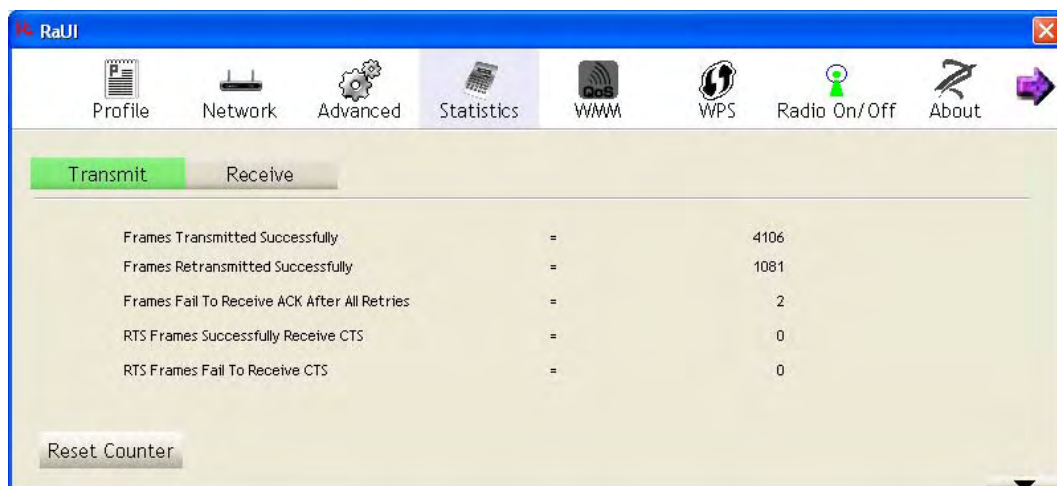 RaUI
Profile Network Advanced Statistics QoS WMM WPS Radio On/Off About
Transmit Receive
Frames Transmitted Successfully = 4106
Frames Retransmitted Successfully = 1081
Frames Fail To Receive ACK After All Retries = 2
RTS Frames Successfully Receive CTS = 0
RTS Frames Fail To Receive CTS = 0
Reset Counter